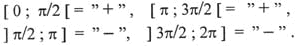 [ 0 ; π/2 [ = ” + ” , [ π ; 3π/2 [ = ” + ” ,
] π/2 ; π ] = ” – ” , ] 3π/2 ; 2π ] = ” – ” .